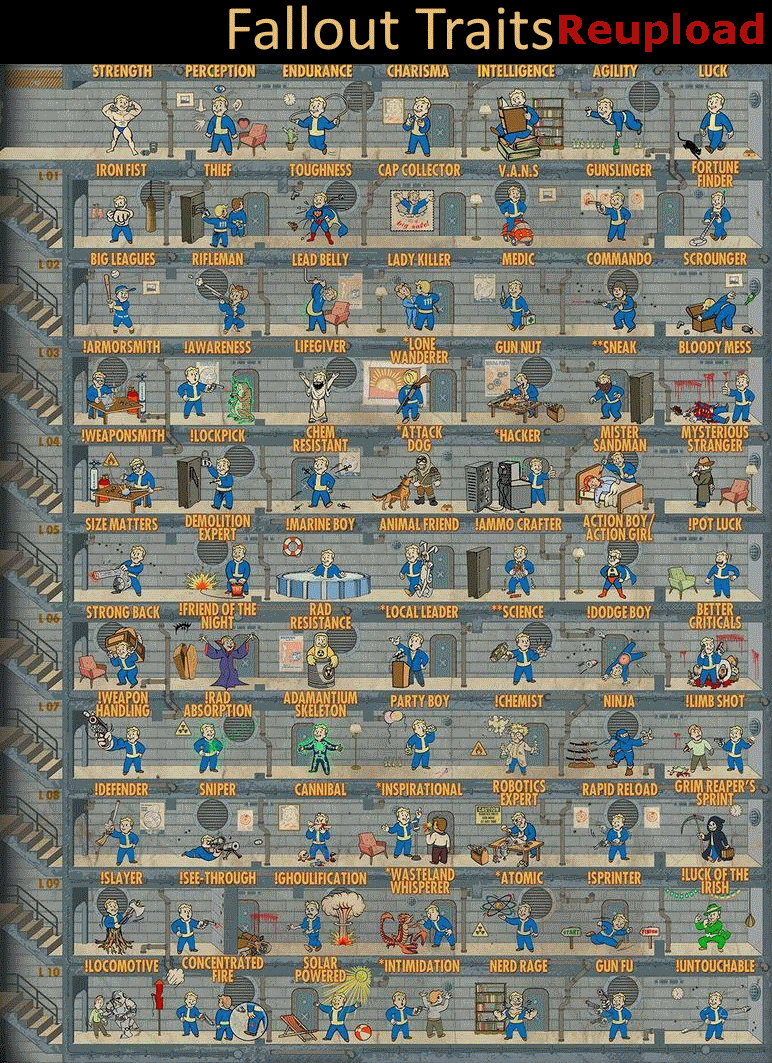 Fallout Traits Reupload
STRENGTH PERCEPTION ENDURANCE CHARISMA INTELLIGENCE AGILITY LUCK
L 01 IRON FIST THIEF TOUGHNESS CAP COLLECTOR V.A.N.S GUNSLINGER FORTUNE
FINDER
big sale!
L 02 BIG LEAGUES RIFLEMAN LEAD BELLY LADY KILLER MEDIC COMMANDO SCROUNGER
111
L 03 !ARMORSMITH !AWARENESS LIFEGIVER *LONE
WANDERER GUN NUT **SNEAK BLOODY MESS
L 04 !WEAPONSMITH !LOCKPICK CHEM
RESISTANT *ATTACK
DOG *HACKER MISTER
SANDMAN MYSTERIOUS
STRANGER
L 05 SIZE MATTERS DEMOLITION
EXPERT !MARINE BOY ANIMAL FRIEND !AMMO CRAFTER ACTION BOY/
ACTION GIRL !POT LUCK
L 06 STRONG BACK !FRIEND OF THE
NIGHT RAD
RESISTANCE *LOCAL LEADER **SCIENCE !DODGE BOY BETTER
CRITICALS
L 07 !WEAPON
HANDLING !RAD
ABSORPTION ADAMANTIUM
SKELETON PARTY BOY !CHEMIST NINJA !LIMB SHOT
L 08 !DEFENDER SNIPER CANNIBAL *INSPIRATIONAL ROBOTICS
EXPERT RAPID RELOAD GRIM REAPER'S
SPRINT
CAUTION
L 09 !SLAYER !SEE-THROUGH !GHOULIFICATION *WASTELAND
WHISPERER *ATOMIC !SPRINTER !LUCK OF THE
IRISH
START FINISH
L 10 !LOCOMOTIVE CONCENTRATED
FIRE SOLAR
POWERED *INTIMIDATION NERD RAGE GUN FU !UNTOUCHABLE